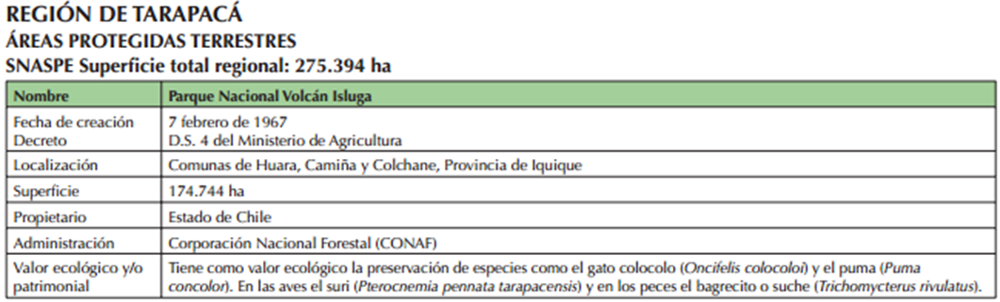 REGIÓN DE TARAPACÁ
ÁREAS PROTEGIDAS TERRESTRES
SNASPE Superficie total regional: 275.394 ha
Nombre Parque Nacional Volcán Isluga
Fecha de creación 7 febrero de 1967
Decreto D.S. 4 del Ministerio de Agricultura
Localización Comunas de Huara, Camiña y Colchane, Provincia de Iquique
Superficie 174.744 ha
Propietario Estado de Chile
Administración Corporación Nacional Forestal (CONAF)
Valor ecológico y/o Tiene como valor ecológico la preservación de especies como el gato colocolo (Oncifelis colocoloi) y el puma (Puma
patrimonial concolor). En las aves el suri (Pterocnemia pennata tarapacensis) y en los peces el bagrecito o suche (Trichomycterus rivulatus).